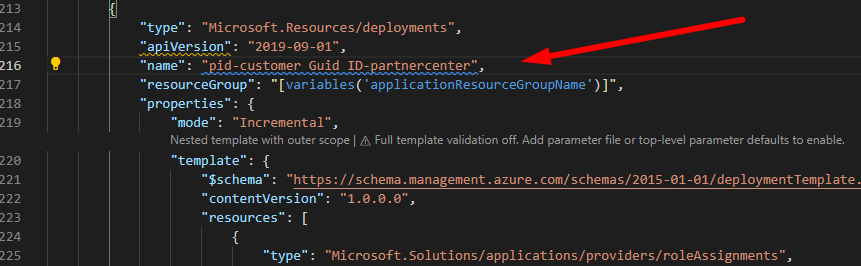 213 {
214 "type": "Microsoft.Resources/deployments",
215 "apiVersion": "2019-09-01",
216 "name": "pid-customer Guid ID-partnercenter",
217 "resourceGroup": "[variables('applicationResourceGroupName')]",
218 "properties": {
219 "mode": "Incremental",
Nested template with outer scope | ⚠ Full template validation off. Add parameter file or top-level parameter defaults to enable.
220 "template": {
221 "$schema": "https://schema.management.azure.com/schemas/2015-01-01/deploymentTemplate.
222 "contentVersion": "1.0.0.0",
223 "resources": [
224 {
225 "type": "Microsoft.Solutions/applications/providers/roleAssignments",